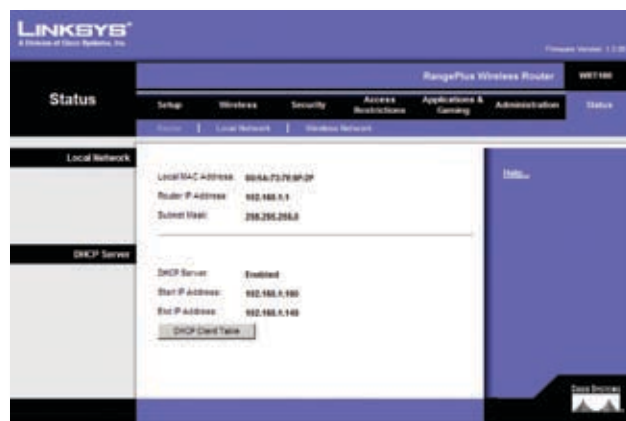 LINKSYS®
A Division of Cisco Systems, Inc.
Firmware Version:
RangePlus Wireless Router WRT100
Status
Setup Wireless Security Access Restrictions Applications & Gaming Administration Status
Router | Local Network | Wireless Network
Local Network
Local MAC Address:
Router IP Address: 192.168.1.1
Subnet Mask: 255.255.255.0
Help...
DHCP Server
DHCP Server: Enabled
Start IP Address: 192.168.1.100
End IP Address: 192.168.1.149
DHCP Client Table
Cisco Systems